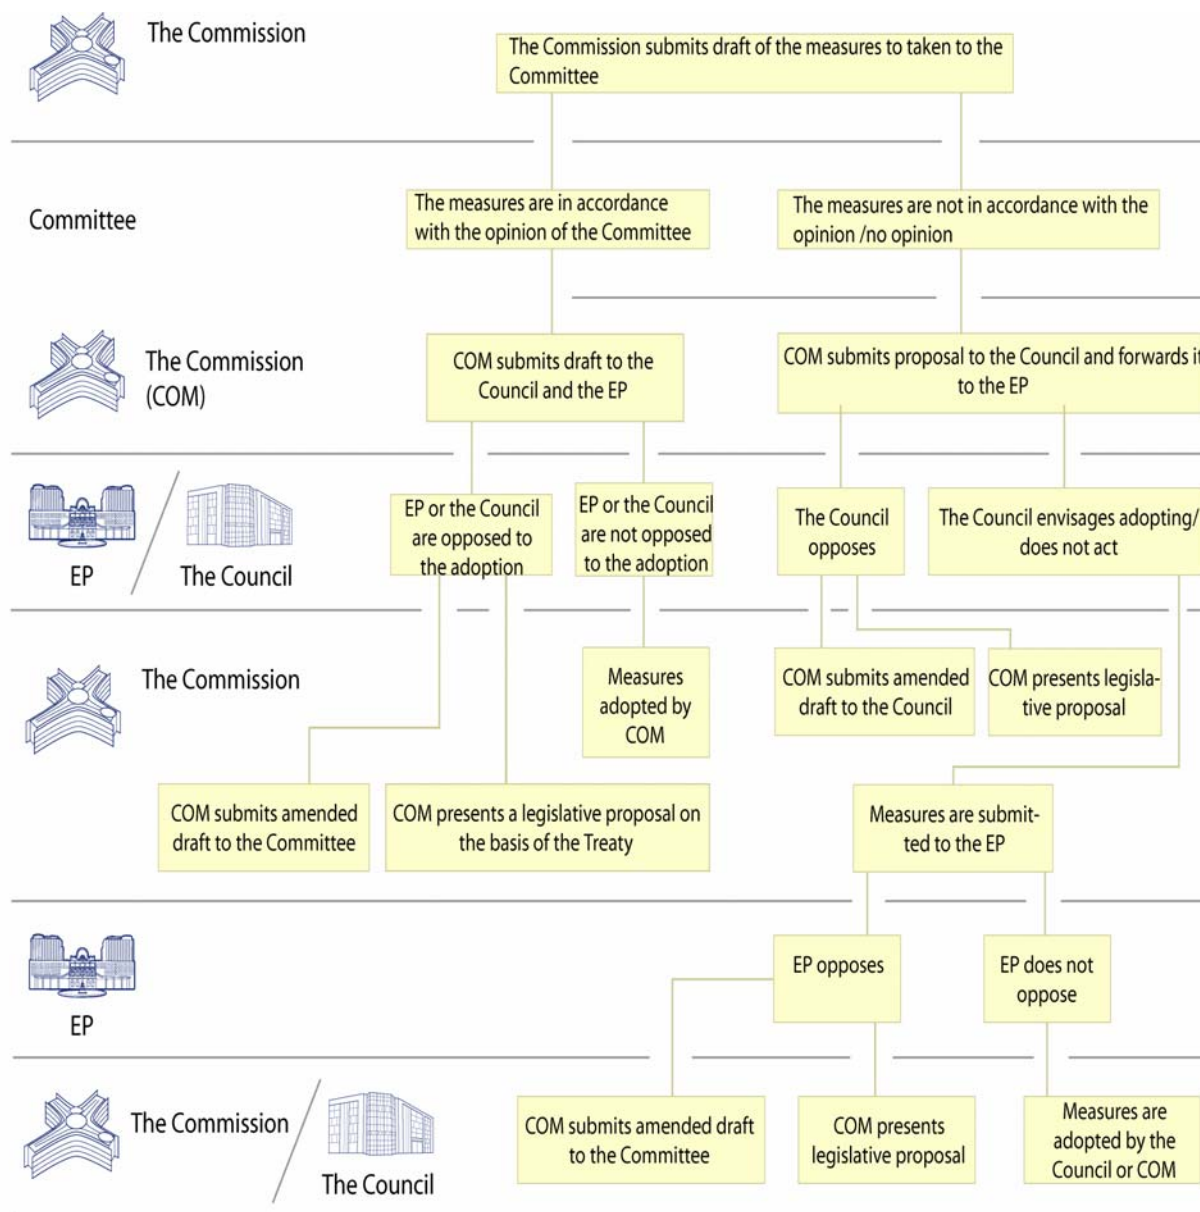 The Commission
The Commission submits draft of the measures to taken to the
Committee
Committee
The measures are in accordance
with the opinion of the Committee
The measures are not in accordance with the
opinion /no opinion
The Commission
(COM)
COM submits draft to the
Council and the EP
COM submits proposal to the Council and forwards it
to the EP
EP
The Council
EP or the Council
are opposed to
the adoption
EP or the Council
are not opposed
to the adoption
The Council
opposes
The Council envisages adopting/
does not act
The Commission
Measures
adopted by
COM
COM submits amended
draft to the Council
COM presents legisla-
tive proposal
COM submits amended
draft to the Committee
COM presents a legislative proposal on
the basis of the Treaty
Measures are submit-
ted to the EP
EP
EP opposes
EP does not
oppose
The Commission
The Council
COM submits amended draft
to the Committee
COM presents
legislative proposal
Measures are
adopted by the
Council or COM